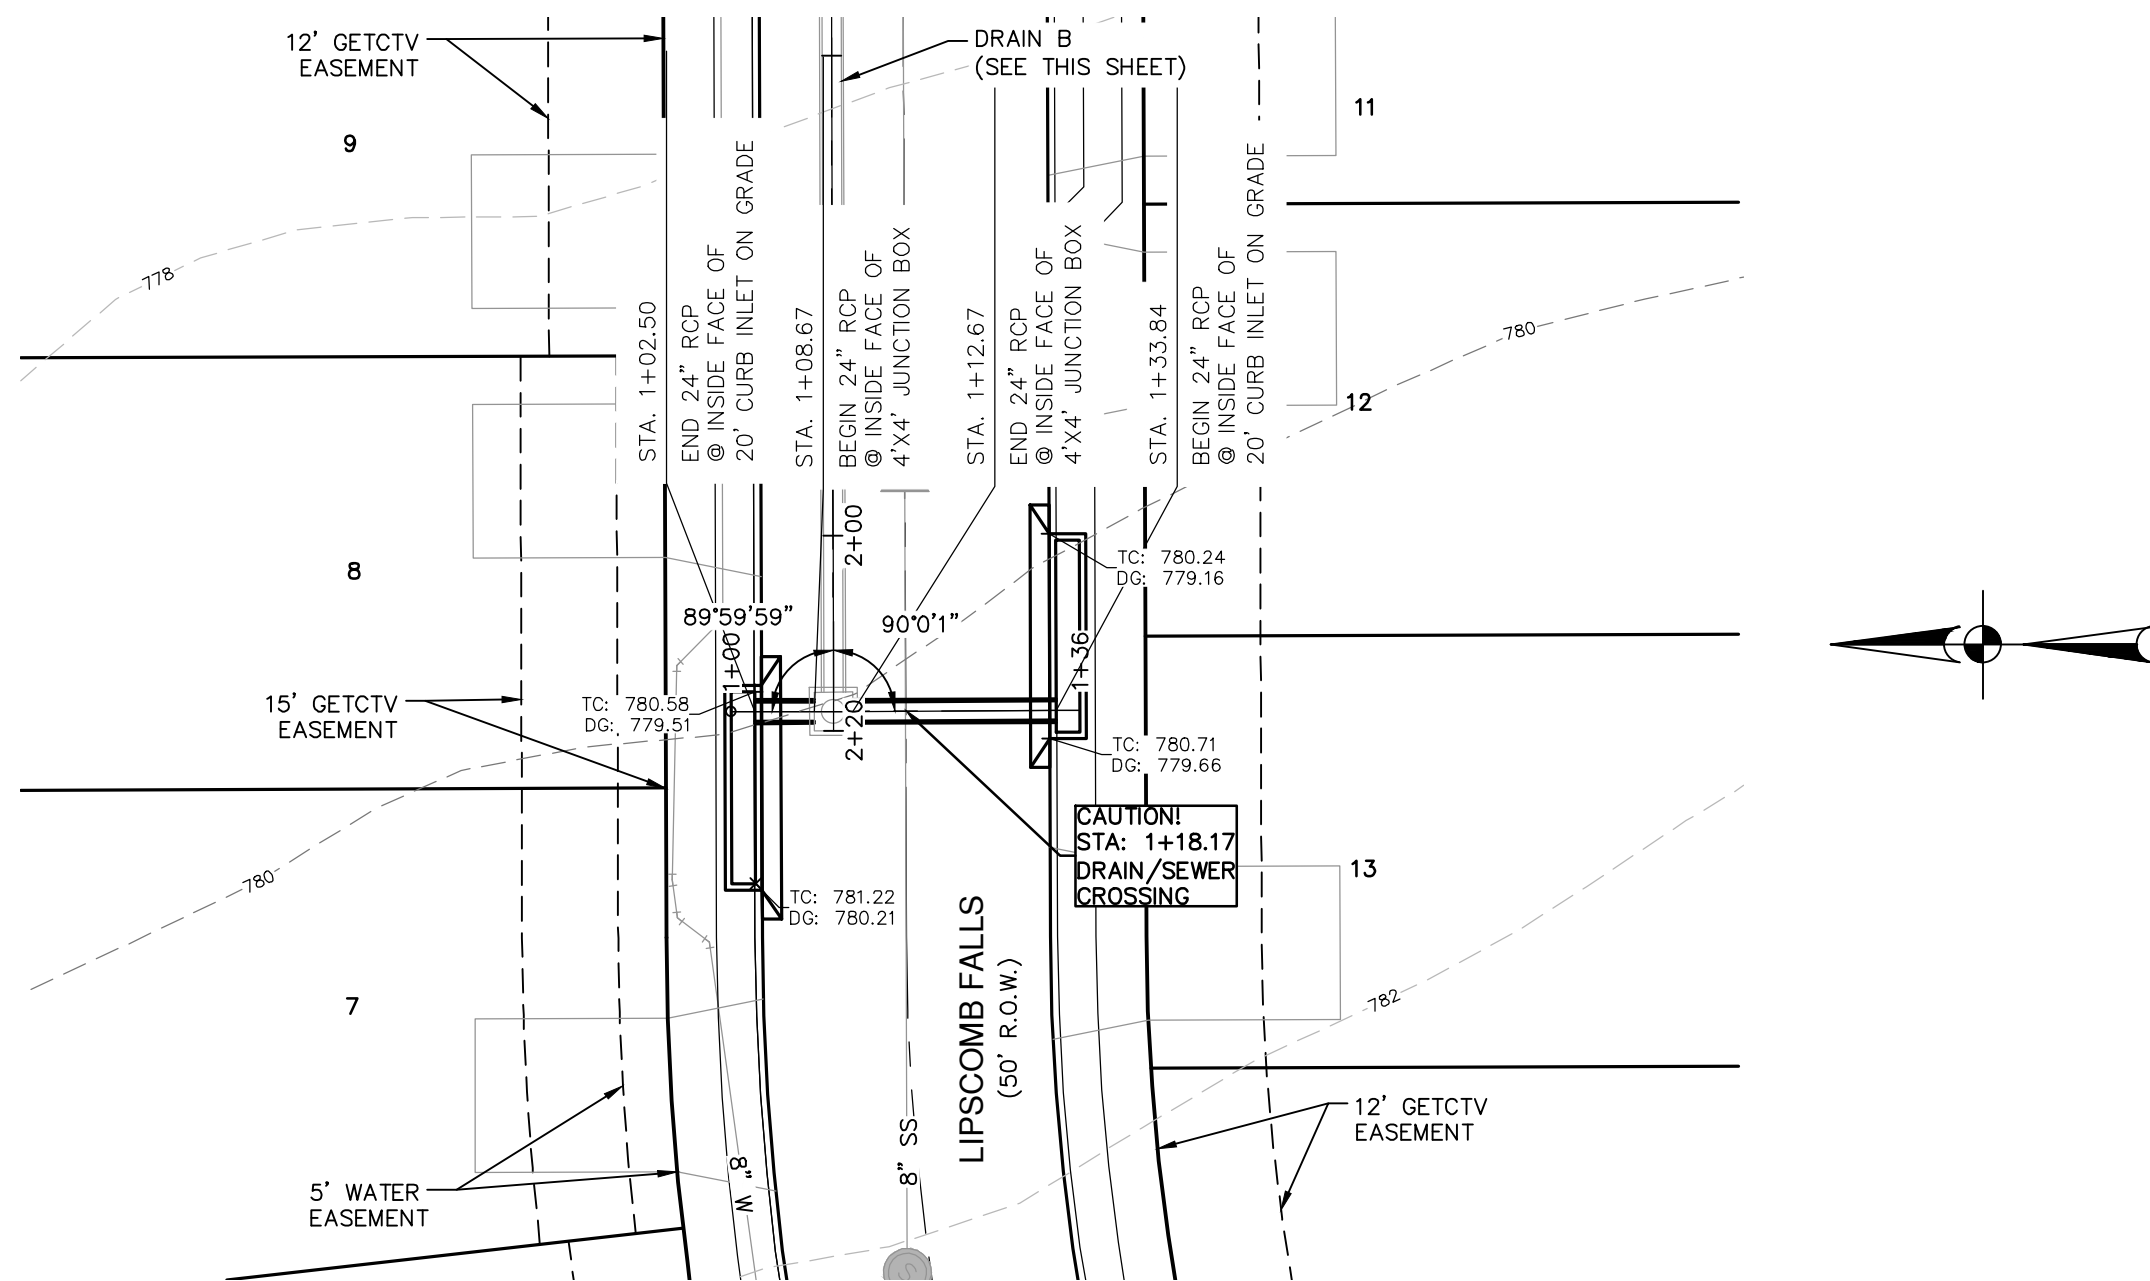 12' GETCTV
EASEMENT
DRAIN B
(SEE THIS SHEET)
9
11
778
STA. 1+02.50
END 24" RCP
@ INSIDE FACE OF
20' CURB INLET ON GRADE
STA. 1+08.67
BEGIN 24" RCP
@ INSIDE FACE OF
4'X4' JUNCTION BOX
STA. 1+12.67
END 24" RCP
@ INSIDE FACE OF
4'X4' JUNCTION BOX
STA. 1+33.84
BEGIN 24" RCP
@ INSIDE FACE OF
20' CURB INLET ON GRADE
780
12
8
2+00
TC: 780.24
DG: 779.16
89°59'59"
90°0'1"
1+00
1+36
15' GETCTV
EASEMENT
TC: 780.58
DG: 779.51
2+20
TC: 780.71
DG: 779.66
CAUTION!
STA: 1+18.17
DRAIN/SEWER
CROSSING
780
TC: 781.22
DG: 780.21
13
7
LIPSCOMB FALLS
(50' R.O.W.)
782
12' GETCTV
EASEMENT
5' WATER
EASEMENT
8" W
8" SS
S